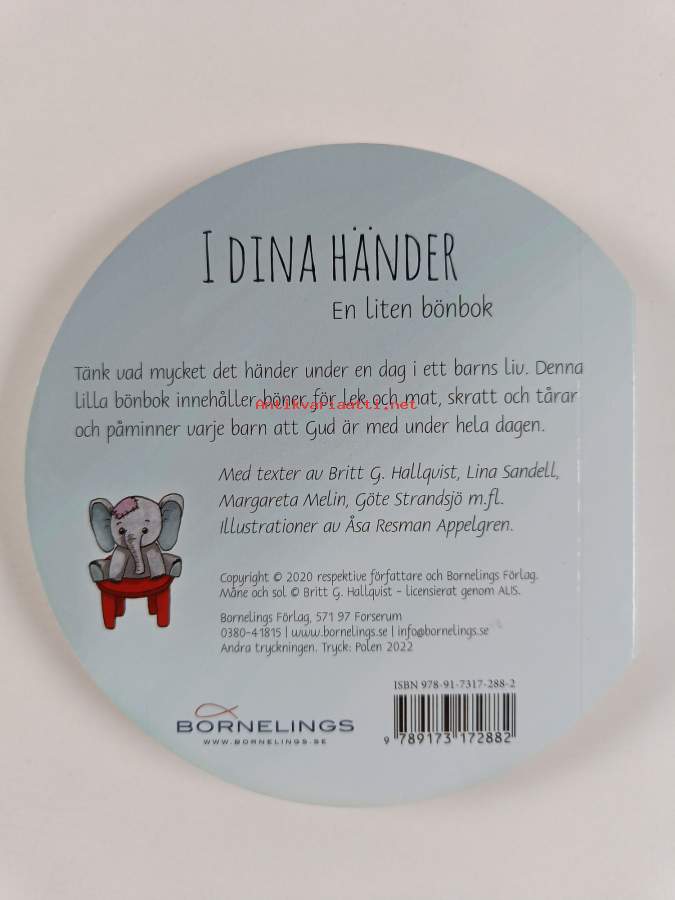 I DINA HÄNDER
En liten bönbok
Tänk vad mycket det händer under en dag i ett barns liv. Denna
lilla bönbok innehåller böner för lek och mat, skratt och tårar
Antikvariaatti.net
och påminner varje barn att Gud är med under hela dagen.
Med texter av Britt G. Hallquist, Lina Sandell,
Margareta Melin, Göte Strandsjö m.fl.
Illustrationer av Åsa Resman Appelgren.
Copyright © 2020 respektive författare och Bornelings Förlag.
Måne och sol © Britt G. Hallquist – licensierat genom ALIS.
Bornelings Förlag, 571 97 Forserum
0380-41815 | www.bornelings.se | info@bornelings.se
Andra tryckningen. Tryck: Polen 2022
ISBN 978-91-7317-288-2
BORNELINGS
WWW.BORNELINGS.SE
9 789173 172882